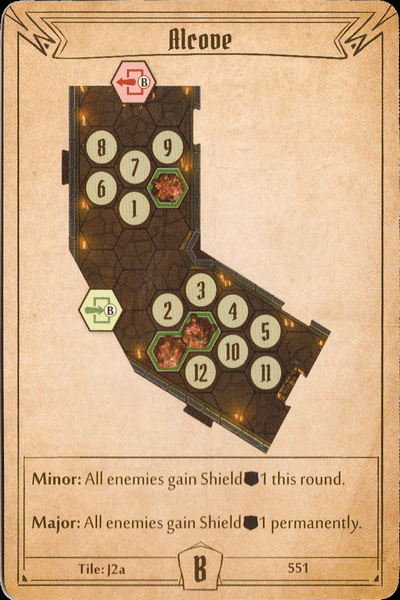 Alcove
B
8
9
7
6
1
B
3
2
4
5
10
12
11
Minor: All enemies gain Shield 1 this round.
Major: All enemies gain Shield 1 permanently.
Tile: J2a
B
551